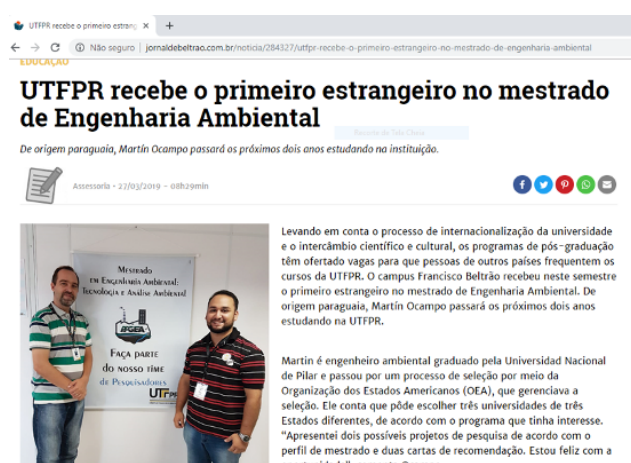 UTFPR recebe o primeiro estrang
Não seguro | jornaldebeltrao.com.br/noticia/284327/utfpr-recebe-o-primeiro-estrangeiro-no-mestrado-de-engenharia-ambiental
EDUCAÇÃO
UTFPR recebe o primeiro estrangeiro no mestrado
de Engenharia Ambiental
De origem paraguaia, Martín Ocampo passará os próximos dois anos estudando na instituição.
Assessoria - 27/03/2019 - 08h29min
Levando em conta o processo de internacionalização da universidade
e o intercâmbio científico e cultural, os programas de pós-graduação
têm ofertado vagas para que pessoas de outros países frequentem os
cursos da UTFPR. O campus Francisco Beltrão recebeu neste semestre
o primeiro estrangeiro no mestrado de Engenharia Ambiental. De
origem paraguaia, Martín Ocampo passará os próximos dois anos
estudando na UTFPR.
Martin é engenheiro ambiental graduado pela Universidad Nacional
de Pilar e passou por um processo de seleção por meio da
Organização dos Estados Americanos (OEA), que gerenciava a
seleção. Ele conta que pôde escolher três universidades de três
Estados diferentes, de acordo com o programa que tinha interesse.
"Apresentei dois possíveis projetos de pesquisa de acordo com o
perfil de mestrado e duas cartas de recomendação. Estou feliz com a
Mestrado
em Engenharia Ambiental:
Tecnologia e Análise Ambiental
PPGEA
Faça parte
do nosso time
de Pesquisadores
UTFPR